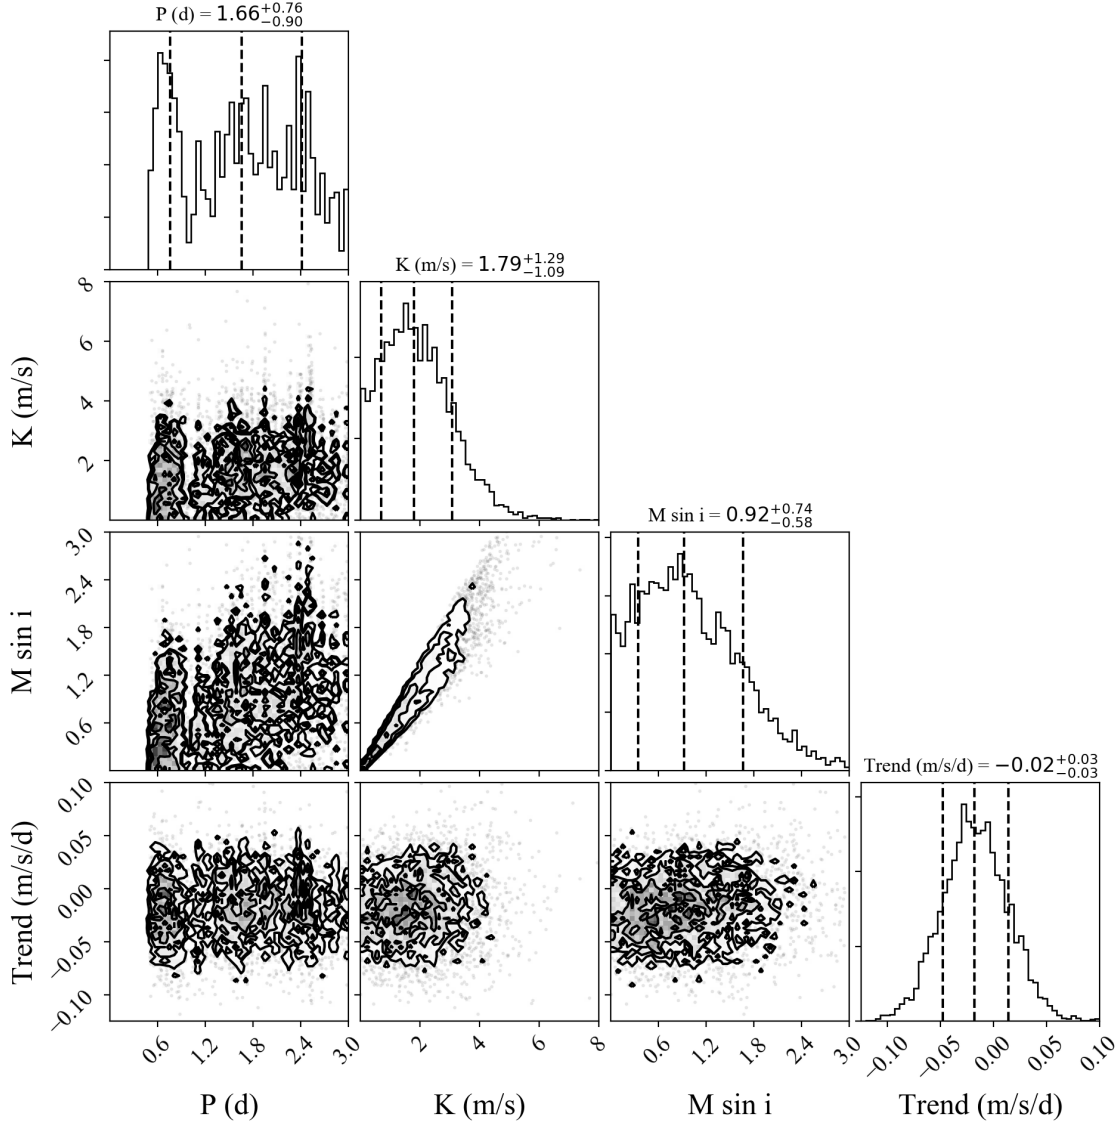 P (d) = 1.66+0.76−0.90
K (m/s) = 1.79+1.29−1.09
8
6
4
2
K (m/s)
M sin i = 0.92+0.74−0.58
3.0
2.4
1.8
1.2
0.6
M sin i
Trend (m/s/d) = −0.02+0.03−0.03
0.10
0.05
0.00
−0.05
−0.10
Trend (m/s/d)
0.6 1.2 1.8 2.4 3.0 2 4 6 8 0.6 1.2 1.8 2.4 3.0 −0.10 −0.05 0.00 0.05 0.10
P (d) K (m/s) M sin i Trend (m/s/d)